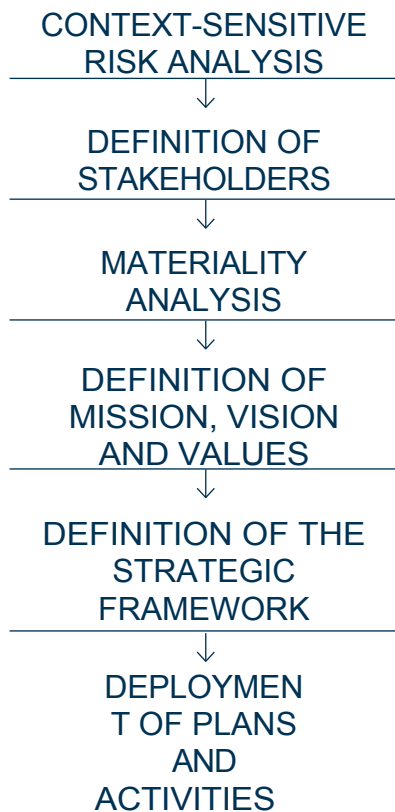 CONTEXT-SENSITIVE
RISK ANALYSIS
DEFINITION OF
STAKEHOLDERS
MATERIALITY
ANALYSIS
DEFINITION OF
MISSION, VISION
AND VALUES
DEFINITION OF THE
STRATEGIC
FRAMEWORK
DEPLOYMEN
T OF PLANS
AND
ACTIVITIES